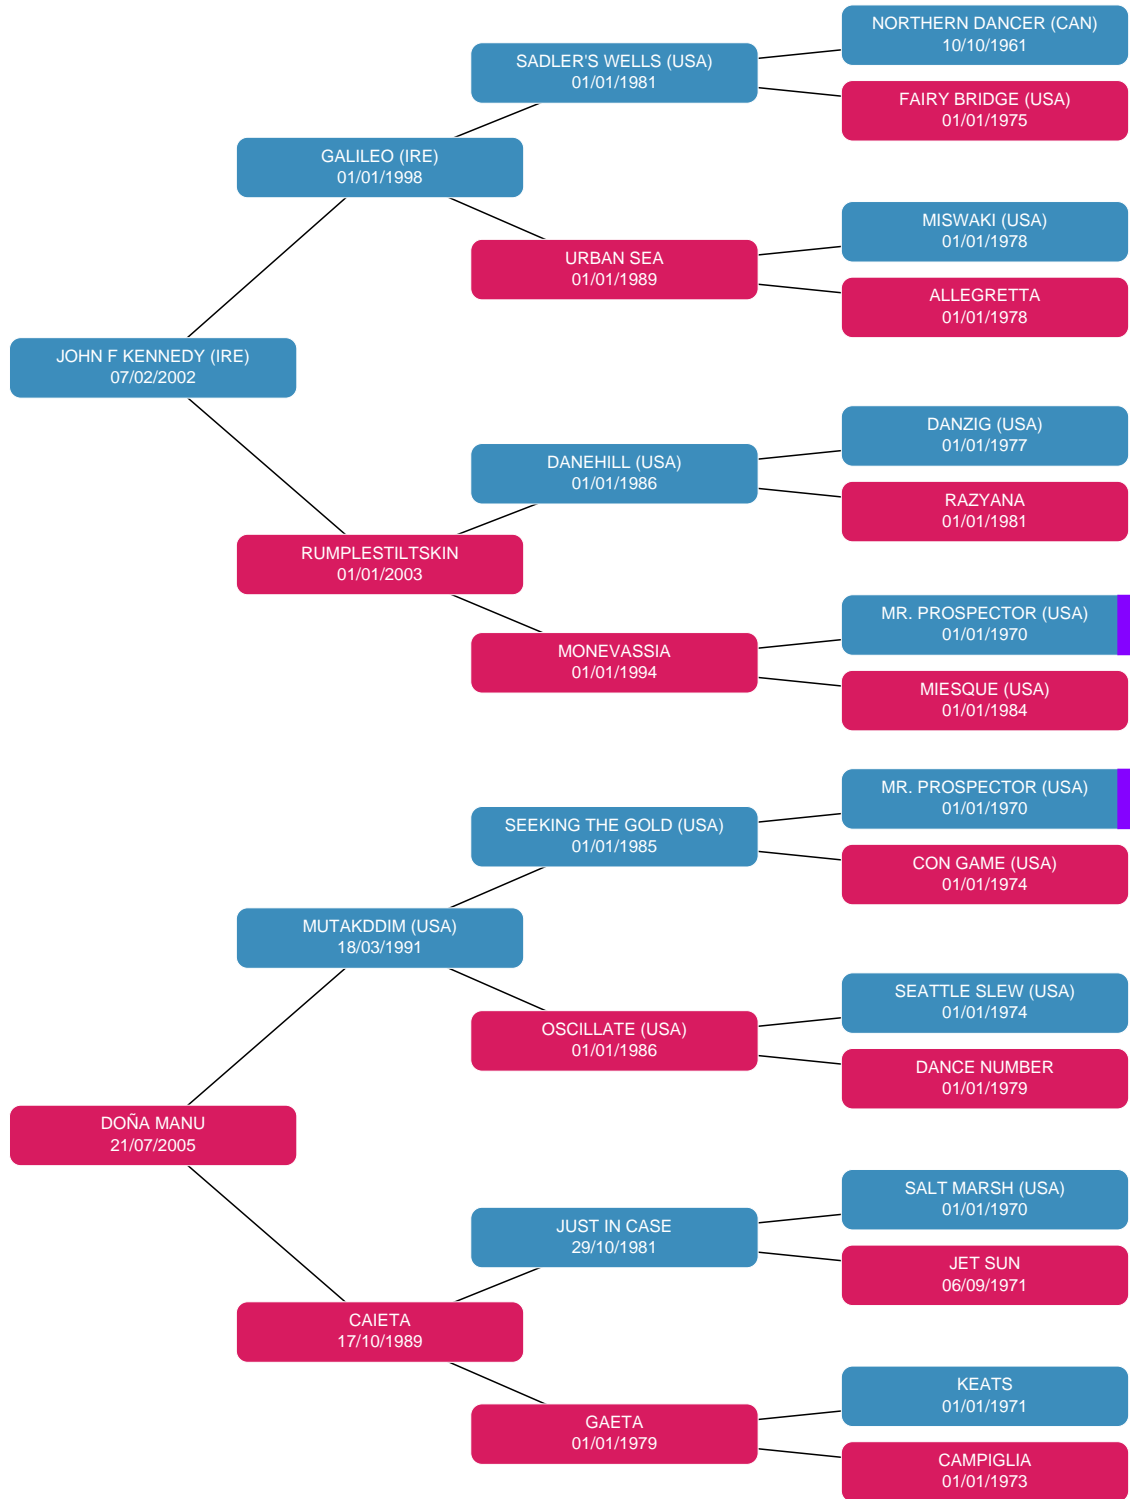 NORTHERN DANCER (CAN)
10/10/1961
SADLER'S WELLS (USA)
01/01/1981
FAIRY BRIDGE (USA)
01/01/1975
GALILEO (IRE)
01/01/1998
MISWAKI (USA)
01/01/1978
URBAN SEA
01/01/1989
ALLEGRETTA
01/01/1978
JOHN F KENNEDY (IRE)
07/02/2002
DANZIG (USA)
01/01/1977
DANEHILL (USA)
01/01/1986
RAZYANA
01/01/1981
RUMPLESTILTSKIN
01/01/2003
MR. PROSPECTOR (USA)
01/01/1970
MONEVASSIA
01/01/1994
MIESQUE (USA)
01/01/1984
MR. PROSPECTOR (USA)
01/01/1970
SEEKING THE GOLD (USA)
01/01/1985
CON GAME (USA)
01/01/1974
MUTAKDDIM (USA)
18/03/1991
SEATTLE SLEW (USA)
01/01/1974
OSCILLATE (USA)
01/01/1986
DANCE NUMBER
01/01/1979
DOÑA MANU
21/07/2005
SALT MARSH (USA)
01/01/1970
JUST IN CASE
29/10/1981
JET SUN
06/09/1971
CAIETA
17/10/1989
KEATS
01/01/1971
GAETA
01/01/1979
CAMPIGLIA
01/01/1973